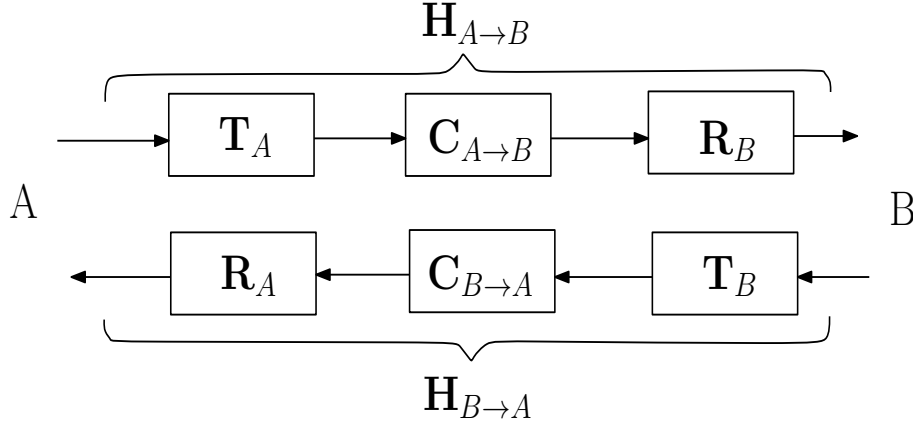 H_{A→B}
T_A C_{A→B} R_B
A B
R_A C_{B→A} T_B
H_{B→A}